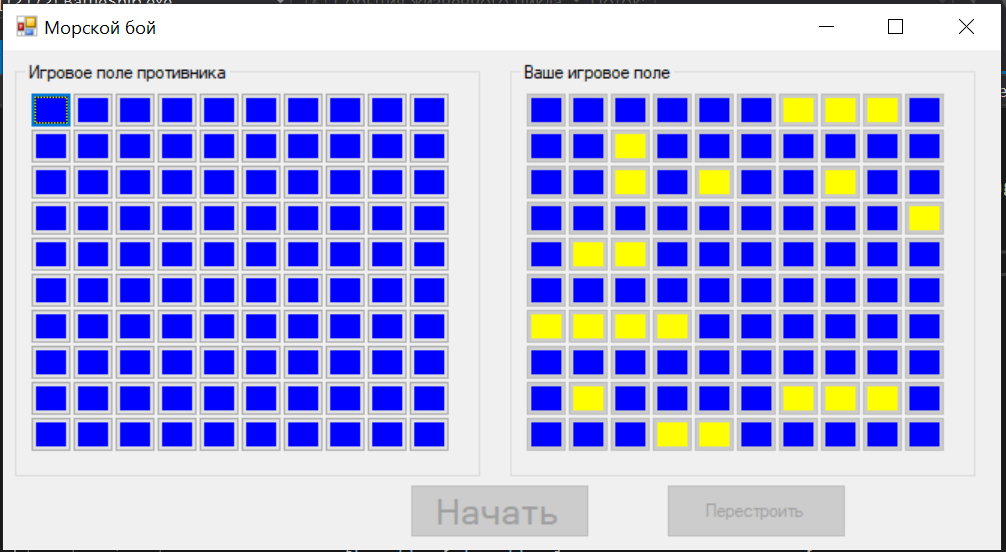 Морской бой
Игровое поле противника
Ваше игровое поле
Начать
Перестроить